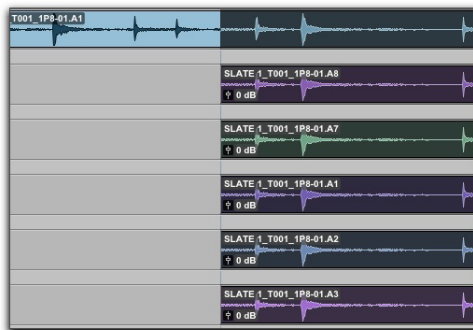 T001_1P8-01.A1
SLATE 1_T001_1P8-01.A8
0 dB
SLATE 1_T001_1P8-01.A7
0 dB
SLATE 1_T001_1P8-01.A1
0 dB
SLATE 1_T001_1P8-01.A2
0 dB
SLATE 1_T001_1P8-01.A3
0 dB